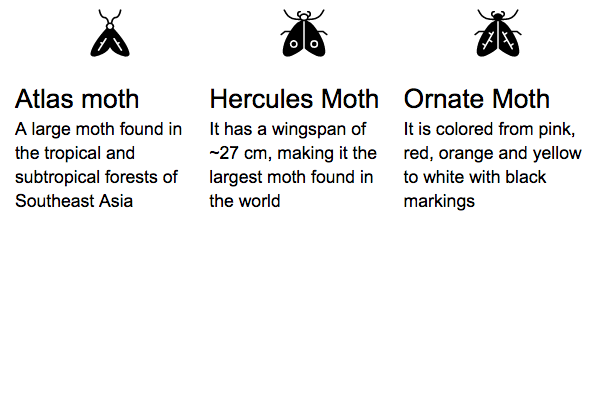 Atlas moth
A large moth found in
the tropical and
subtropical forests of
Southeast Asia
Hercules Moth
It has a wingspan of
~27 cm, making it the
largest moth found in
the world
Ornate Moth
It is colored from pink,
red, orange and yellow
to white with black
markings